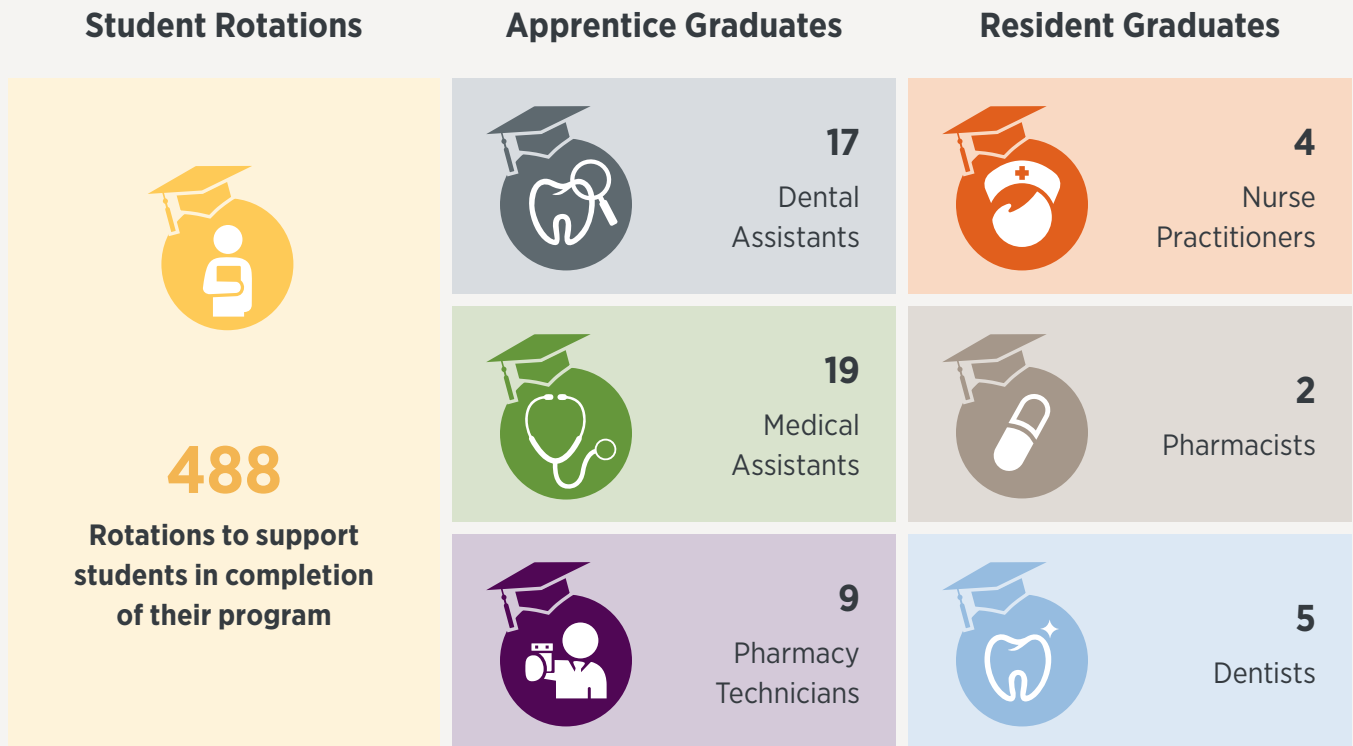 Student Rotations
488
Rotations to support
students in completion
of their program
Apprentice Graduates
17
Dental
Assistants
19
Medical
Assistants
9
Pharmacy
Technicians
Resident Graduates
4
Nurse
Practitioners
2
Pharmacists
5
Dentists